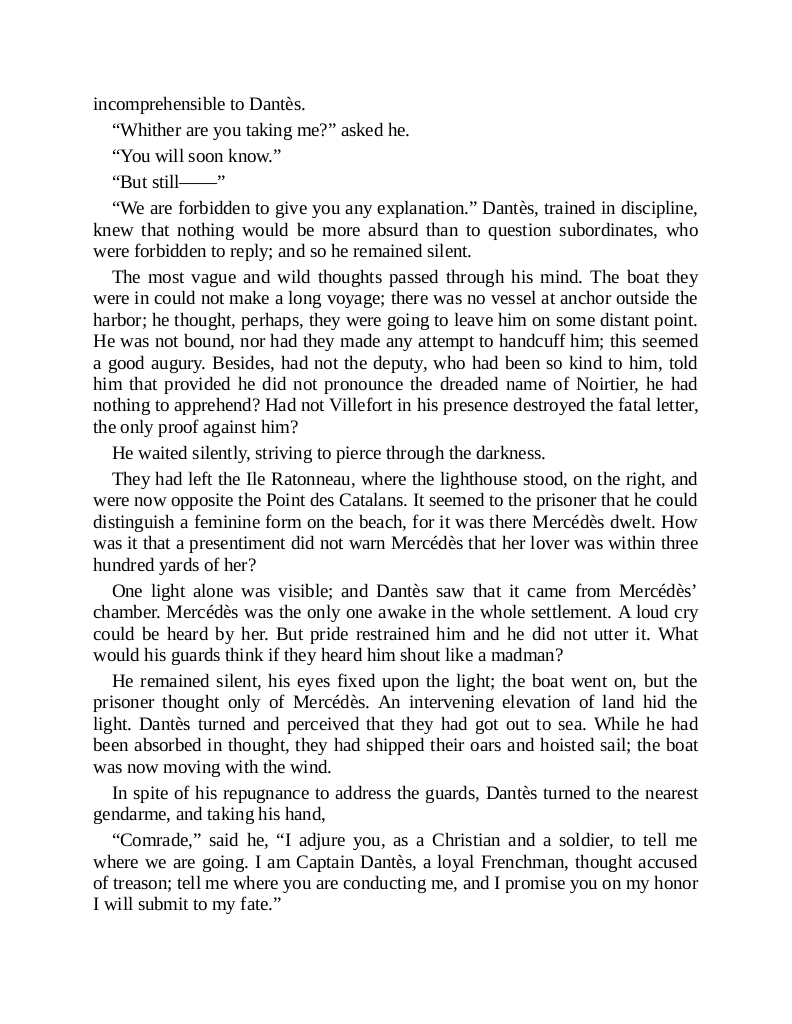 incomprehensible to Dantès.
“Whither are you taking me?” asked he.
“You will soon know.”
“But still——”
“We are forbidden to give you any explanation.” Dantès, trained in discipline,
knew that nothing would be more absurd than to question subordinates, who
were forbidden to reply; and so he remained silent.
The most vague and wild thoughts passed through his mind. The boat they
were in could not make a long voyage; there was no vessel at anchor outside the
harbor; he thought, perhaps, they were going to leave him on some distant point.
He was not bound, nor had they made any attempt to handcuff him; this seemed
a good augury. Besides, had not the deputy, who had been so kind to him, told
him that provided he did not pronounce the dreaded name of Noirtier, he had
nothing to apprehend? Had not Villefort in his presence destroyed the fatal letter,
the only proof against him?
He waited silently, striving to pierce through the darkness.
They had left the Ile Ratonneau, where the lighthouse stood, on the right, and
were now opposite the Point des Catalans. It seemed to the prisoner that he could
distinguish a feminine form on the beach, for it was there Mercédès dwelt. How
was it that a presentiment did not warn Mercédès that her lover was within three
hundred yards of her?
One light alone was visible; and Dantès saw that it came from Mercédès’
chamber. Mercédès was the only one awake in the whole settlement. A loud cry
could be heard by her. But pride restrained him and he did not utter it. What
would his guards think if they heard him shout like a madman?
He remained silent, his eyes fixed upon the light; the boat went on, but the
prisoner thought only of Mercédès. An intervening elevation of land hid the
light. Dantès turned and perceived that they had got out to sea. While he had
been absorbed in thought, they had shipped their oars and hoisted sail; the boat
was now moving with the wind.
In spite of his repugnance to address the guards, Dantès turned to the nearest
gendarme, and taking his hand,
“Comrade,” said he, “I adjure you, as a Christian and a soldier, to tell me
where we are going. I am Captain Dantès, a loyal Frenchman, thought accused
of treason; tell me where you are conducting me, and I promise you on my honor
I will submit to my fate.”